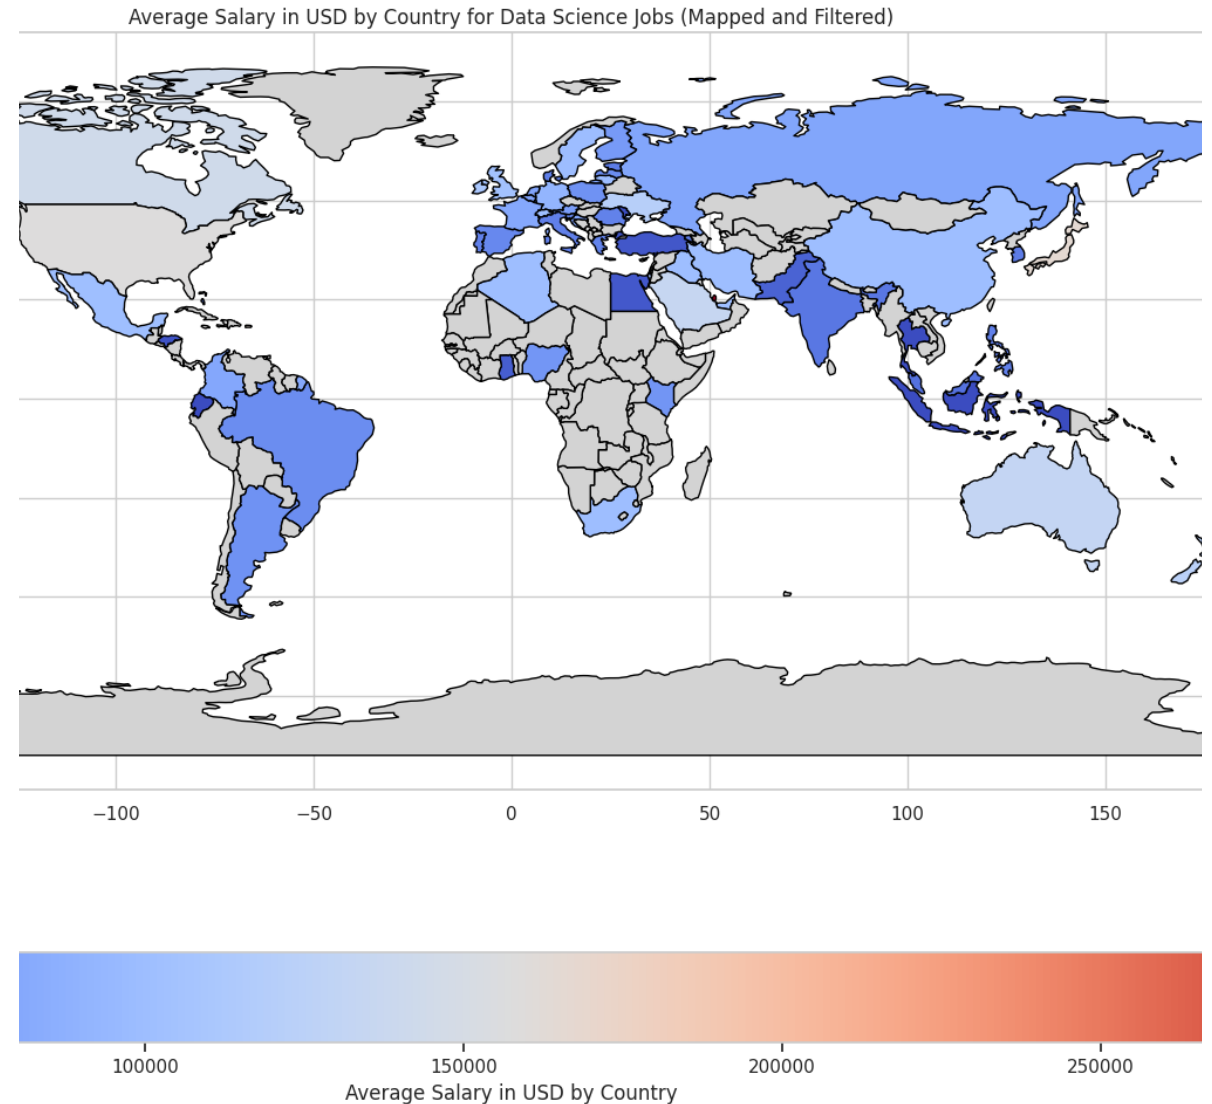 Average Salary in USD by Country for Data Science Jobs (Mapped and Filtered)
−100 −50 0 50 100 150
100000 150000 200000 250000
Average Salary in USD by Country